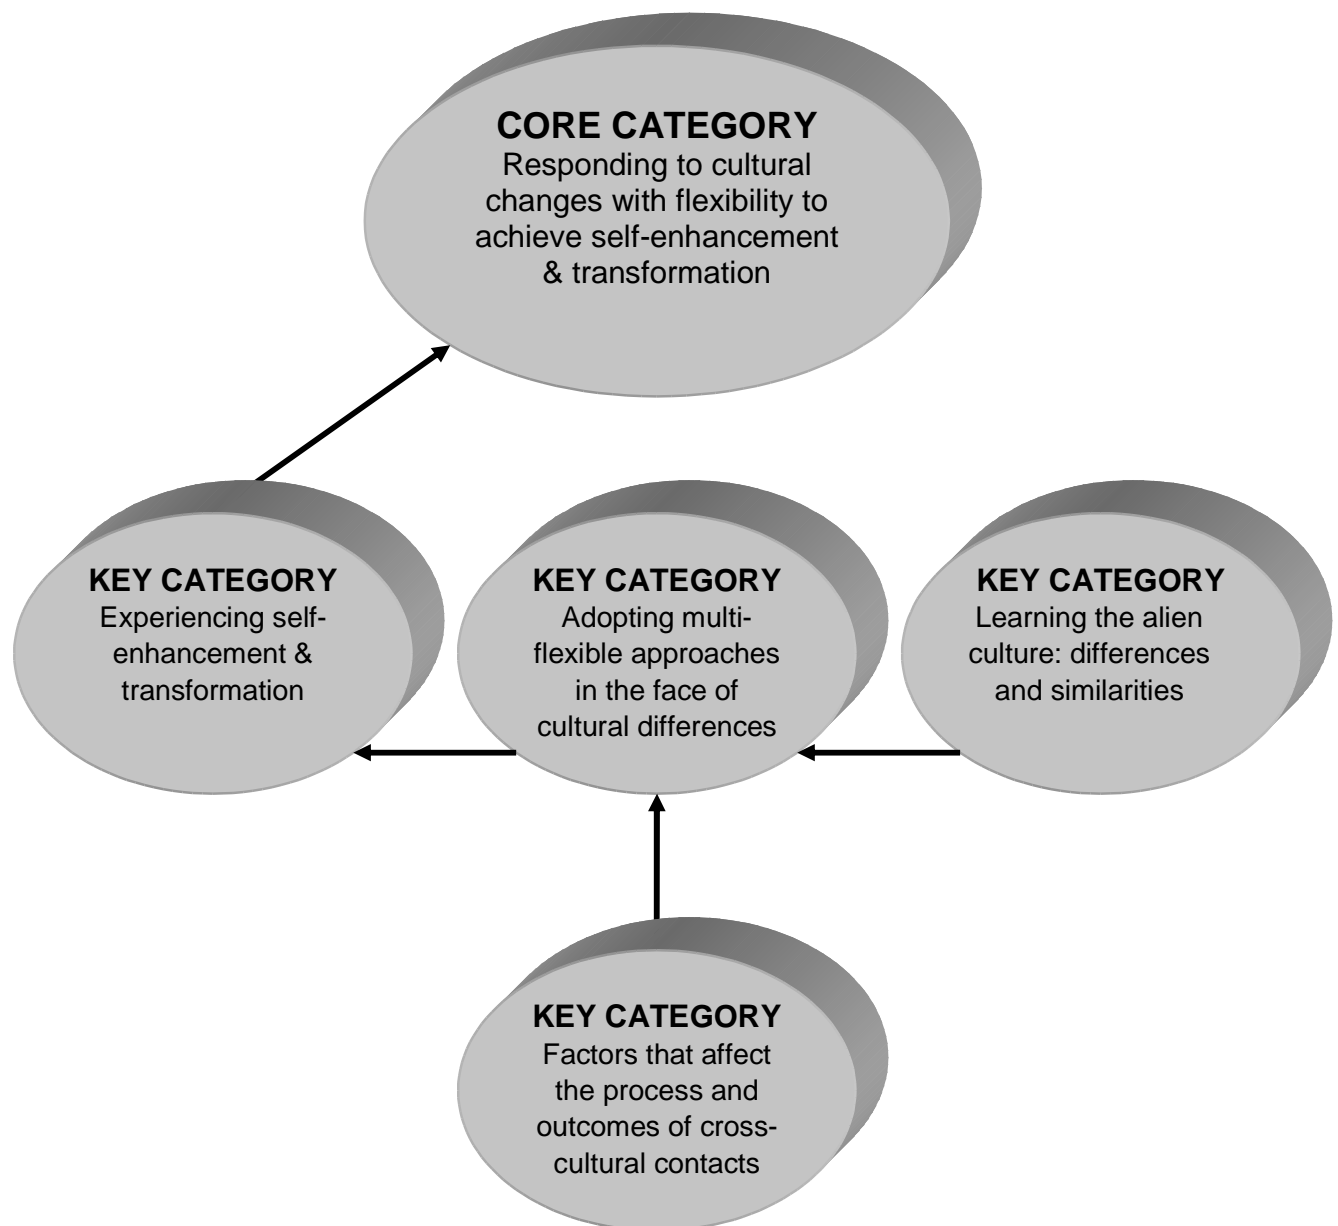 CORE CATEGORY
Responding to cultural
changes with flexibility to
achieve self-enhancement
& transformation
KEY CATEGORY
Experiencing self-
enhancement &
transformation
KEY CATEGORY
Adopting multi-
flexible approaches
in the face of
cultural differences
KEY CATEGORY
Learning the alien
culture: differences
and similarities
KEY CATEGORY
Factors that affect
the process and
outcomes of cross-
cultural contacts